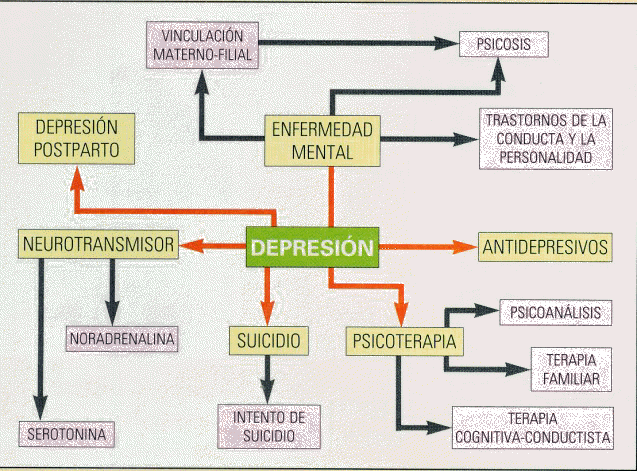 VINCULACIÓN
MATERNO-FILIAL
PSICOSIS
DEPRESIÓN
POSTPARTO
ENFERMEDAD
MENTAL
TRASTORNOS DE LA
CONDUCTA Y LA
PERSONALIDAD
NEUROTRANSMISOR
DEPRESIÓN
ANTIDEPRESIVOS
NORADRENALINA
SUICIDIO
PSICOTERAPIA
PSICOANÁLISIS
TERAPIA
FAMILIAR
SEROTONINA
INTENTO DE
SUICIDIO
TERAPIA
COGNITIVA-CONDUCTISTA